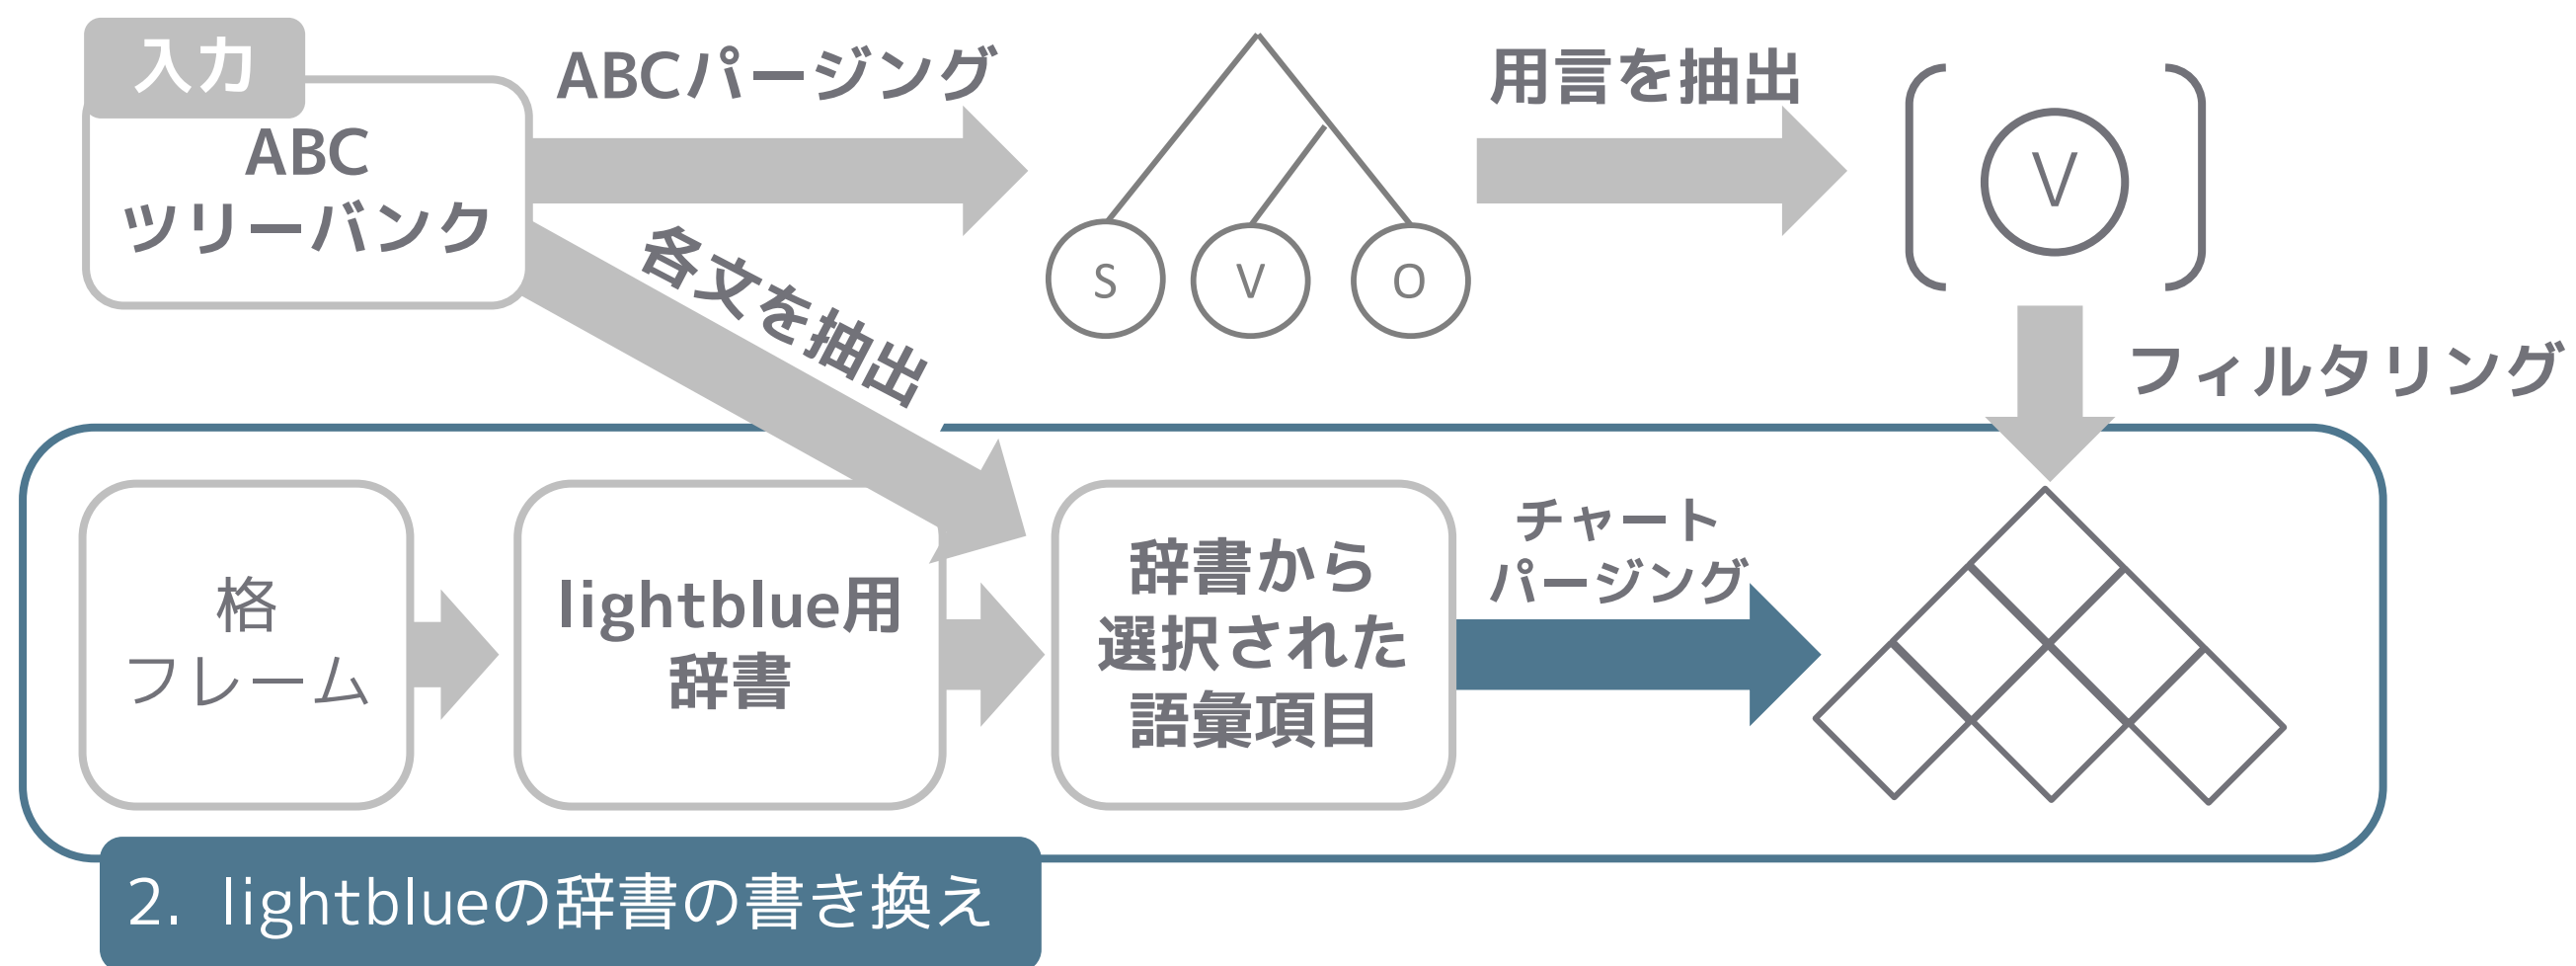 入力
ABC
ツリーバンク
ABCパージング
用言を抽出
S
V
O
V
各文を抽出
フィルタリング
格
フレーム
lightblue用
辞書
辞書から
選択された
語彙項目
チャート
パージング
2. lightblueの辞書の書き換え